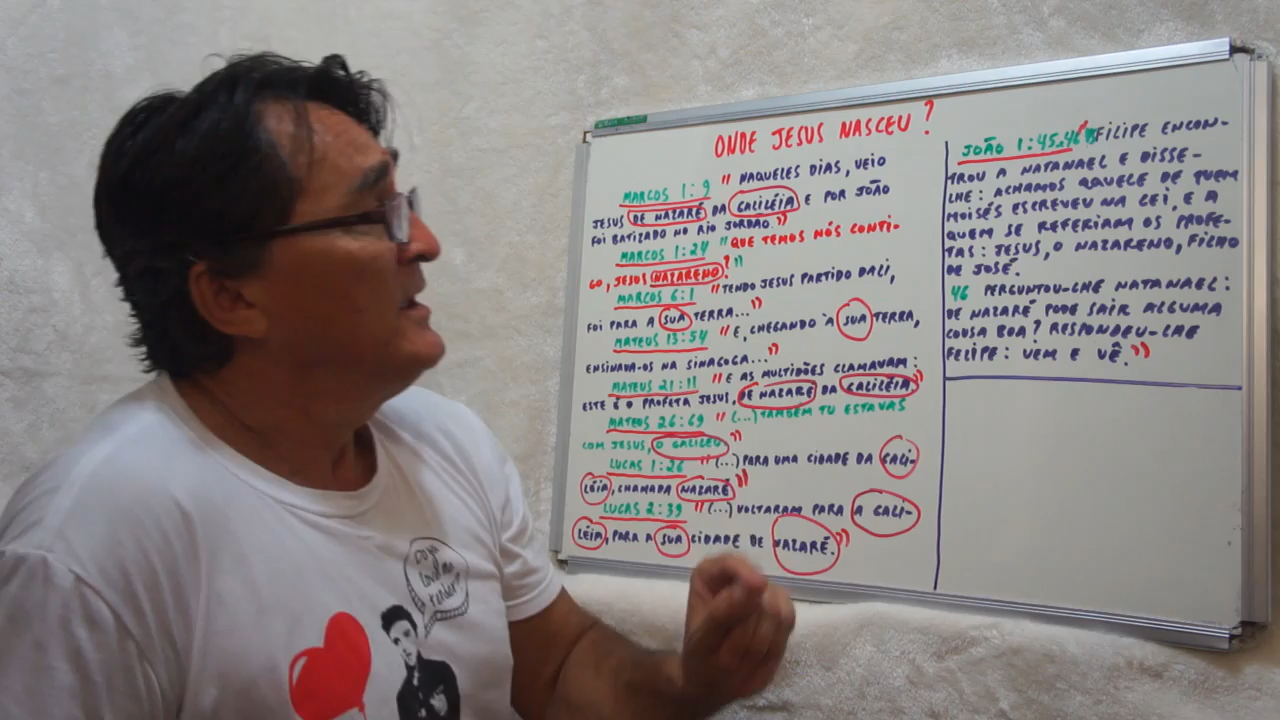 ONDE JESUS NASCEU?
MARCOS 1:9 "NAQUELES DIAS, VEIO
JESUS DE NAZARÉ DA GALILÉIA E POR JOÃO
FOI BATIZADO NO RIO JORDÃO."
MARCOS 1:24 "QUE TEMOS NÓS CONTI-
GO, JESUS NAZARENO?"
MARCOS 6:1 "TENDO JESUS PARTIDO DALI,
FOI PARA A SUA TERRA..."
MATEUS 13:54 "E, CHEGANDO À SUA TERRA,
ENSINAVA-OS NA SINAGOGA..."
MATEUS 21:11 "E AS MULTIDÕES CLAMAVAM:
ESTE É O PROFETA JESUS, DE NAZARÉ DA GALILÉIA"
MATEUS 26:69 "(...) TAMBÉM TU ESTAVAS
COM JESUS, O GALILEU"
LUCAS 1:26 "(...) PARA UMA CIDADE DA GALI-
LÉIA, CHAMADA NAZARÉ"
LUCAS 2:39 "(...) VOLTARAM PARA A GALI-
LÉIA, PARA A SUA CIDADE DE NAZARÉ."
JOÃO 1:45 e 46 "FILIPE ENCON-
TROU A NATANAEL E DISSE-
LHE: ACHAMOS AQUELE DE QUEM
MOISÉS ESCREVEU NA LEI, E A
QUEM SE REFERIAM OS PROFE-
TAS: JESUS, O NAZARENO, FILHO
DE JOSÉ.
46 PERGUNTOU-LHE NATANAEL:
DE NAZARÉ PODE SAIR ALGUMA
COUSA BOA? RESPONDEU-LHE
FELIPE: VEM E VÊ."
love me
tender